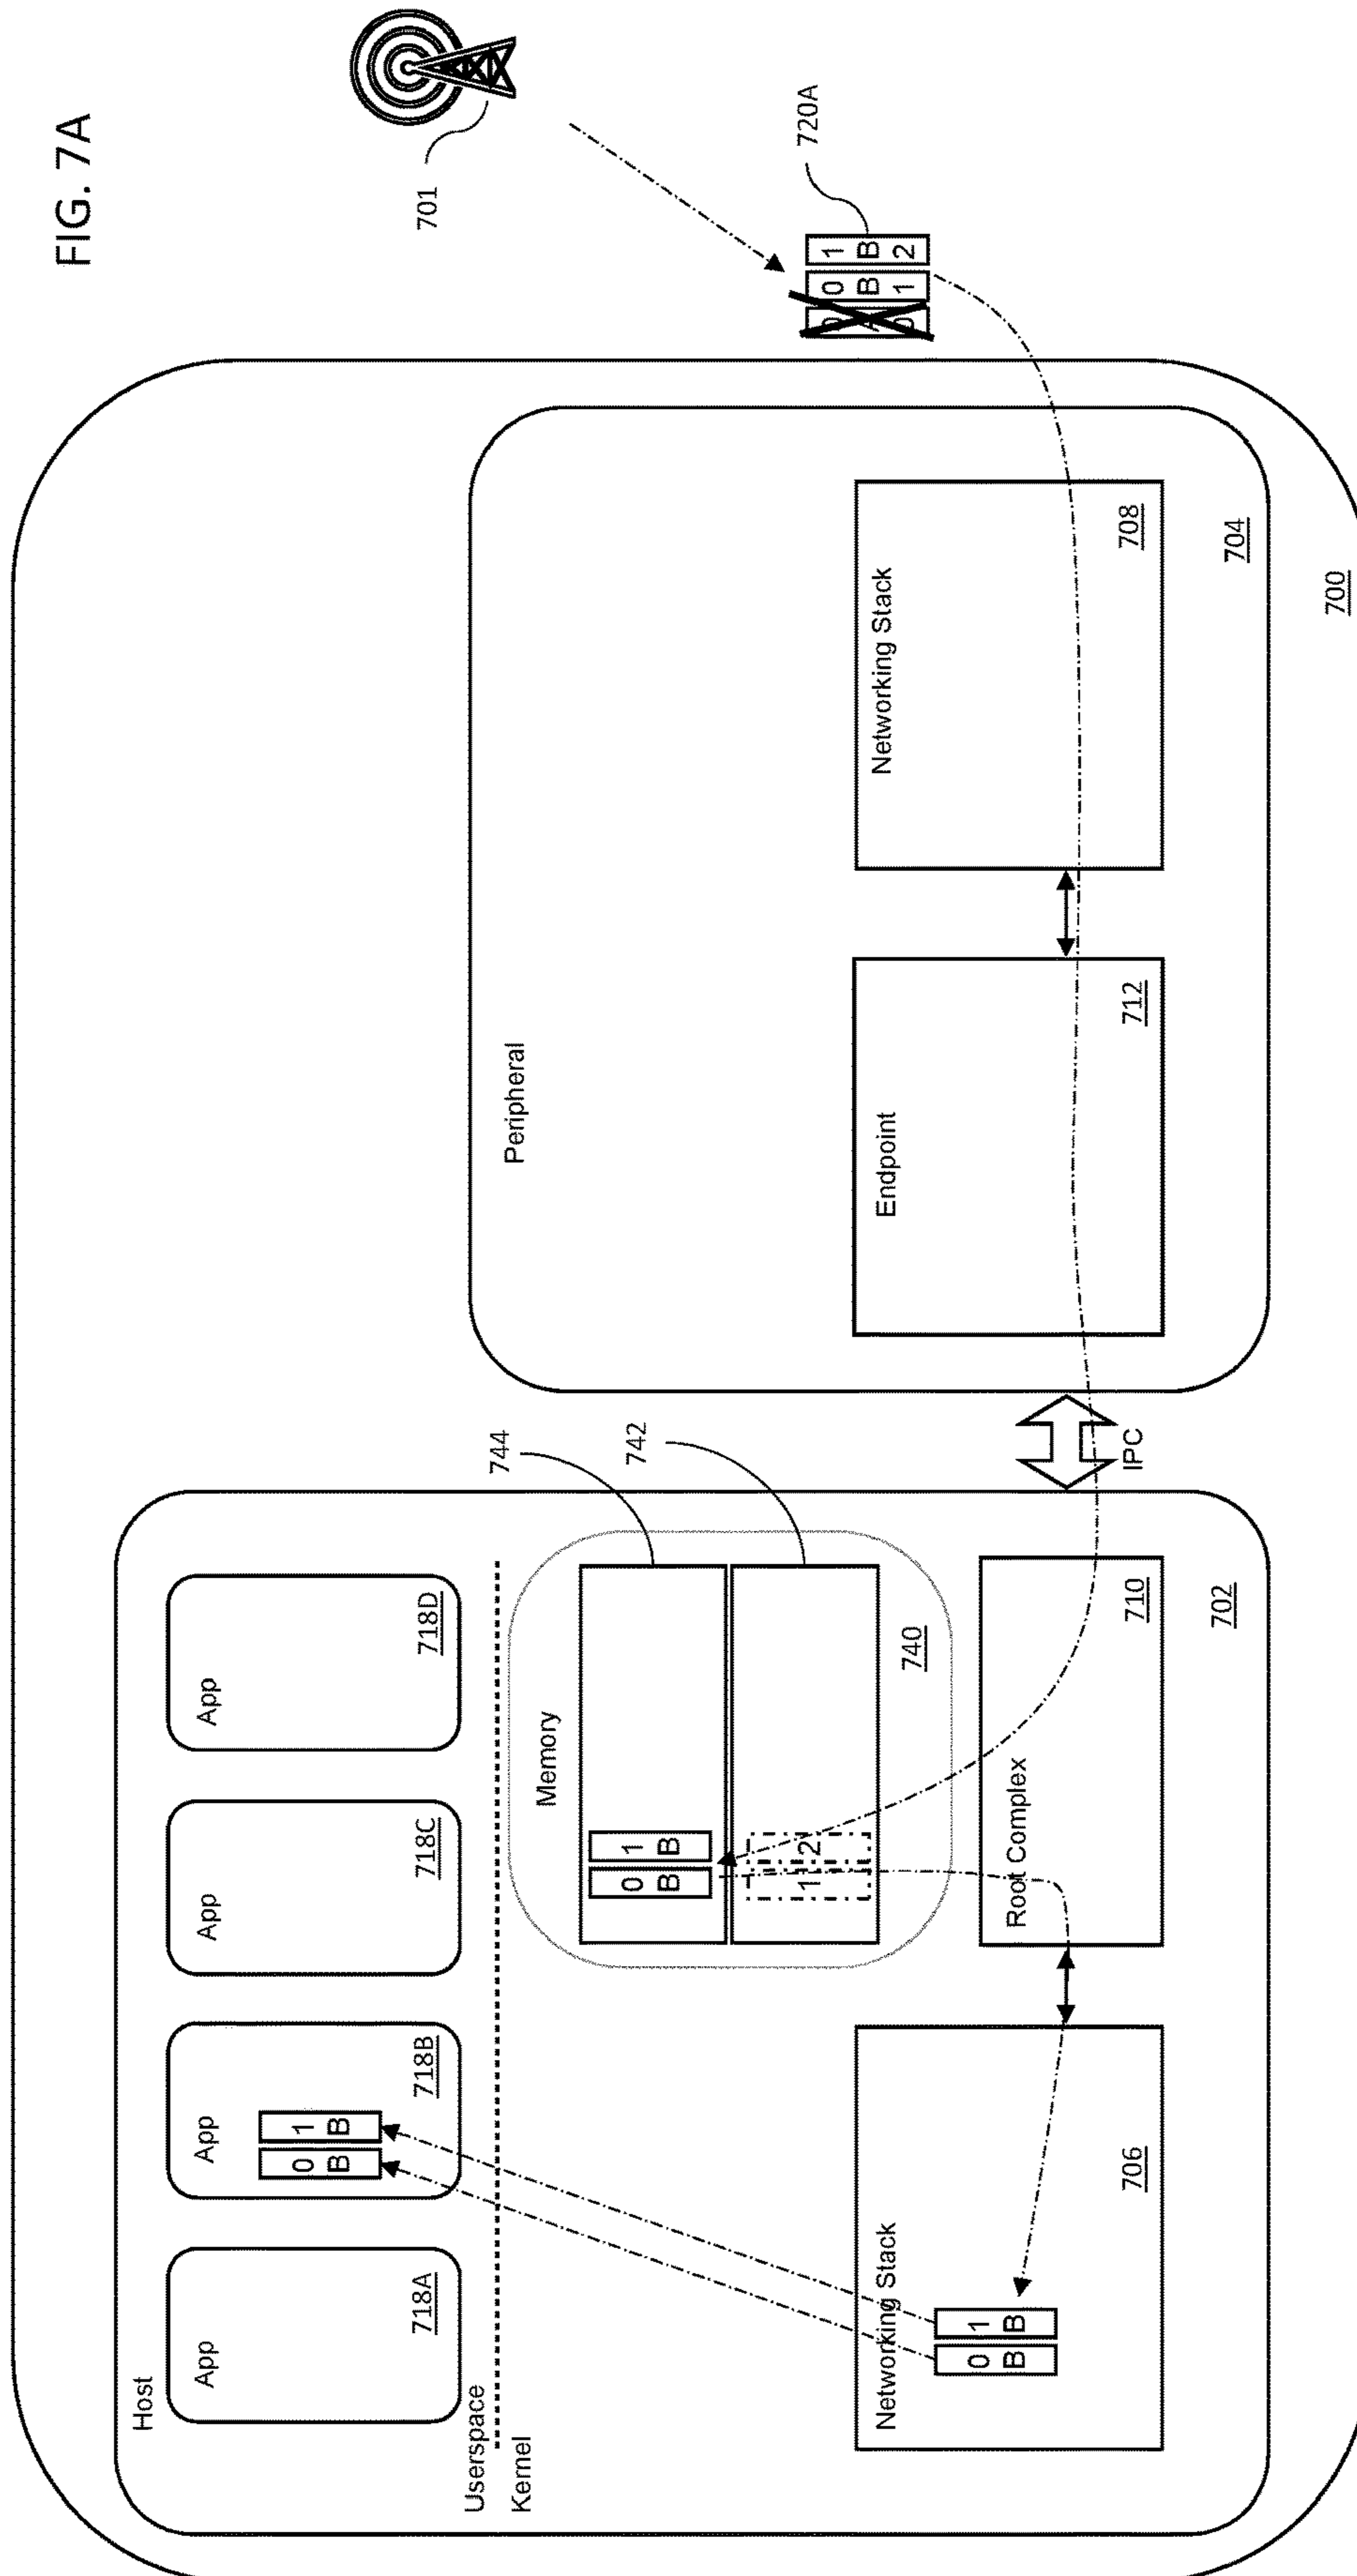 FIG. 7A
701
720A
1
B
2
0
B
1
Host
App
718A
App
718B
0
B
1
B
App
718C
App
718D
Userspace
Kernel
Memory
744
742
0
B
1
B
1
2
740
Networking Stack
706
0
B
1
B
Root Complex
710
702
IPC
Peripheral
Endpoint
712
Networking Stack
708
704
700